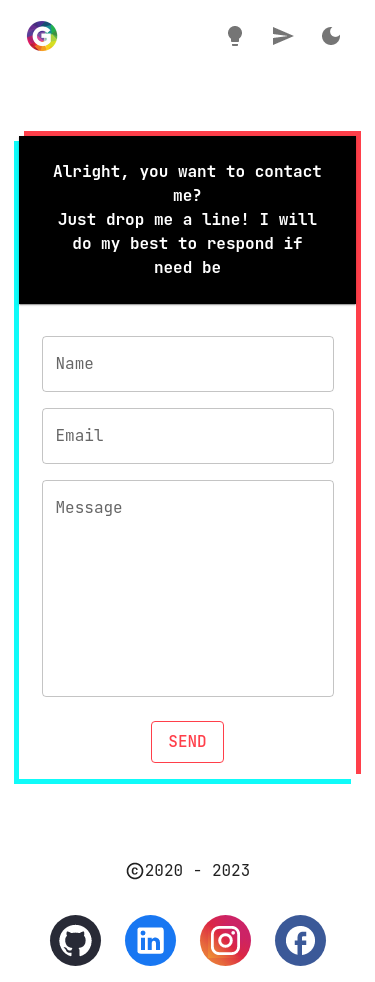 Alright, you want to contact
me?
Just drop me a line! I will
do my best to respond if
need be
Name
Email
Message
SEND
©2020 - 2023